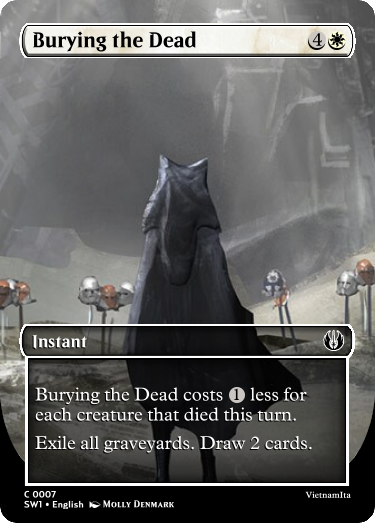 Burying the Dead 4
Instant
Burying the Dead costs 1 less for
each creature that died this turn.
Exile all graveyards. Draw 2 cards.
C 0007
SW1 • English Molly Denmark
VietnamIta